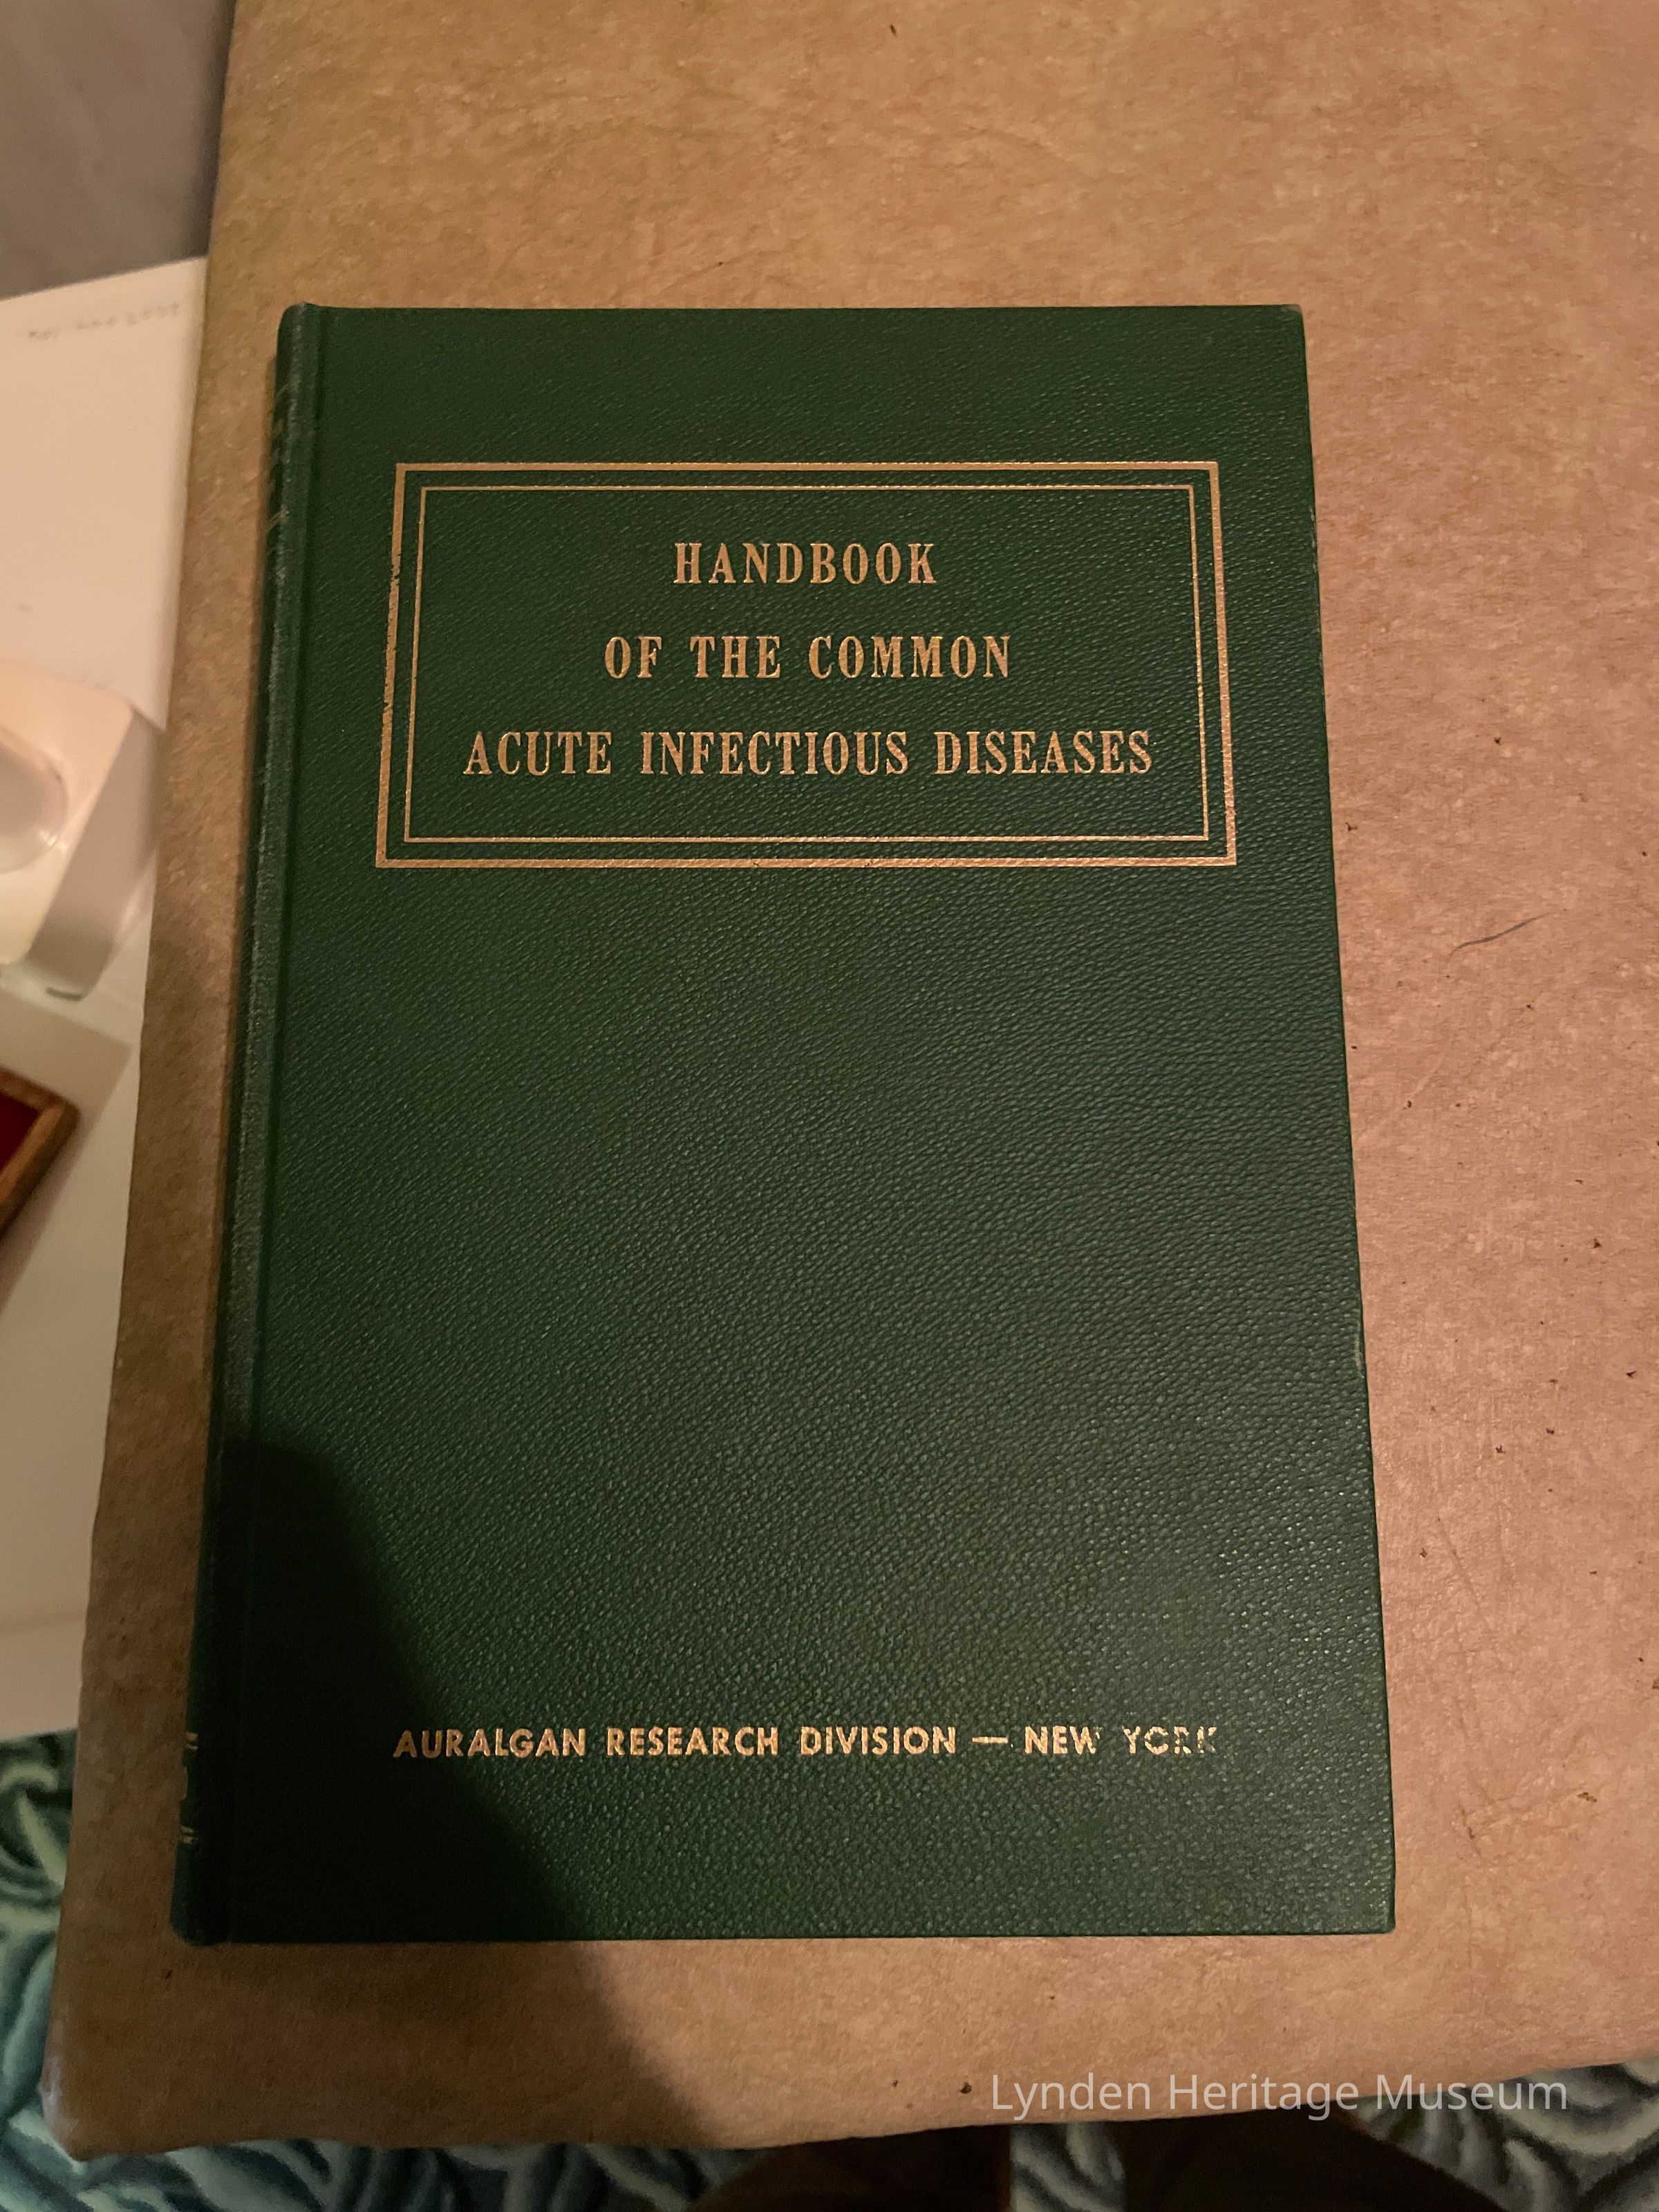 HANDBOOK
OF THE COMMON
ACUTE INFECTIOUS DISEASES
AURALGAN RESEARCH DIVISION — NEW YORK
Lynden Heritage Museum